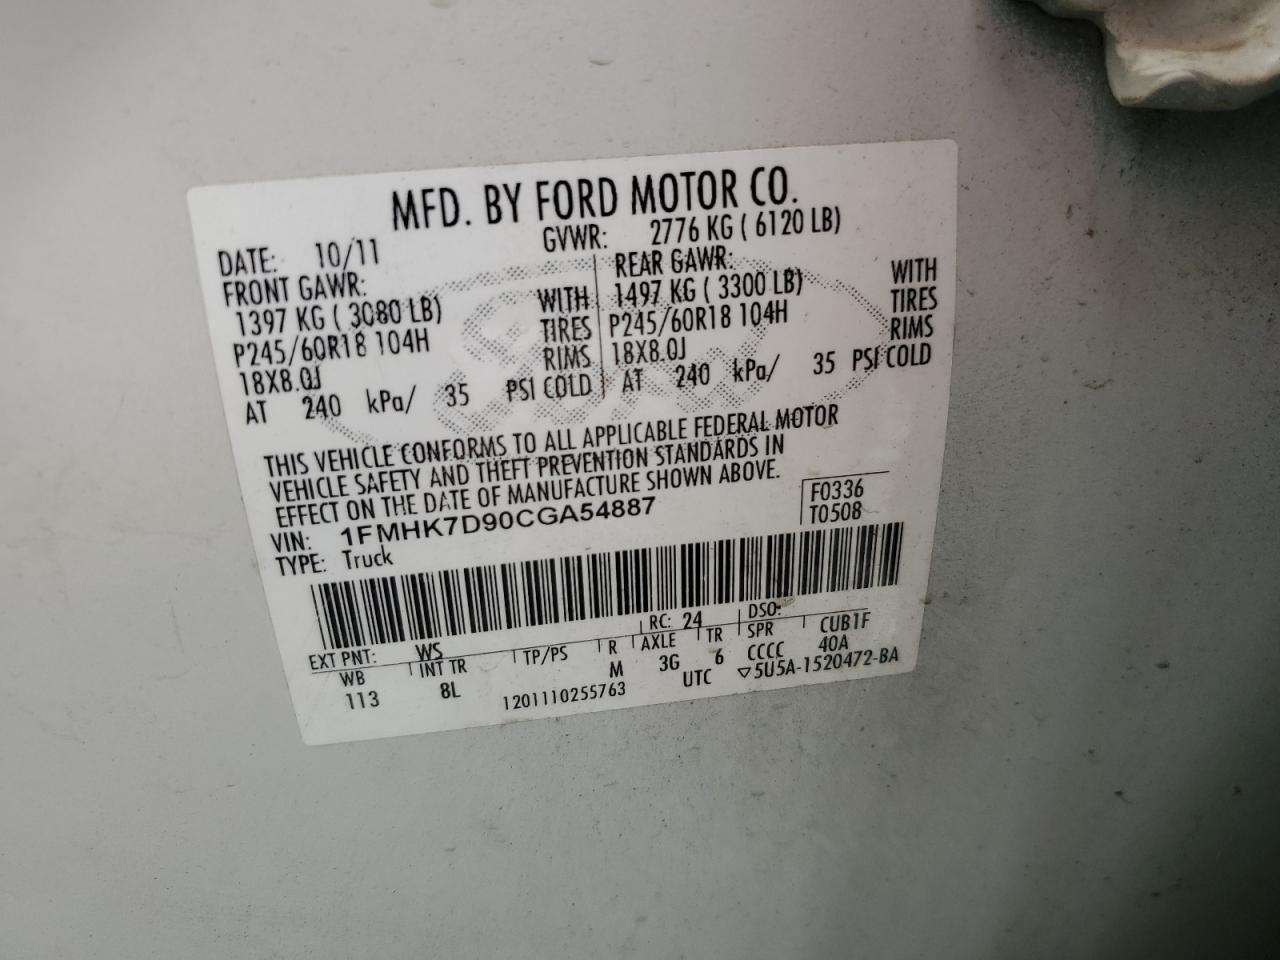 MFD. BY FORD MOTOR CO.
DATE: 10/11 GVWR: 2776 KG ( 6120 LB)
FRONT GAWR: REAR GAWR:
1397 KG ( 3080 LB) WITH 1497 KG ( 3300 LB) WITH
P245/60R18 104H TIRES P245/60R18 104H TIRES
18X8.0J RIMS 18X8.0J RIMS
AT 240 kPa/ 35 PSI COLD AT 240 kPa/ 35 PSI COLD
THIS VEHICLE CONFORMS TO ALL APPLICABLE FEDERAL MOTOR
VEHICLE SAFETY AND THEFT PREVENTION STANDARDS IN
EFFECT ON THE DATE OF MANUFACTURE SHOWN ABOVE.
VIN: 1FMHK7D90CGA54887 F0336
TYPE: Truck T0508
EXT PNT: WS RC: 24 DSO:
WB INT TR TP/PS R AXLE TR SPR CUB1F
113 8L M 3G 6 CCCC 40A
1201110255763 UTC ▽5U5A-1520472-BA